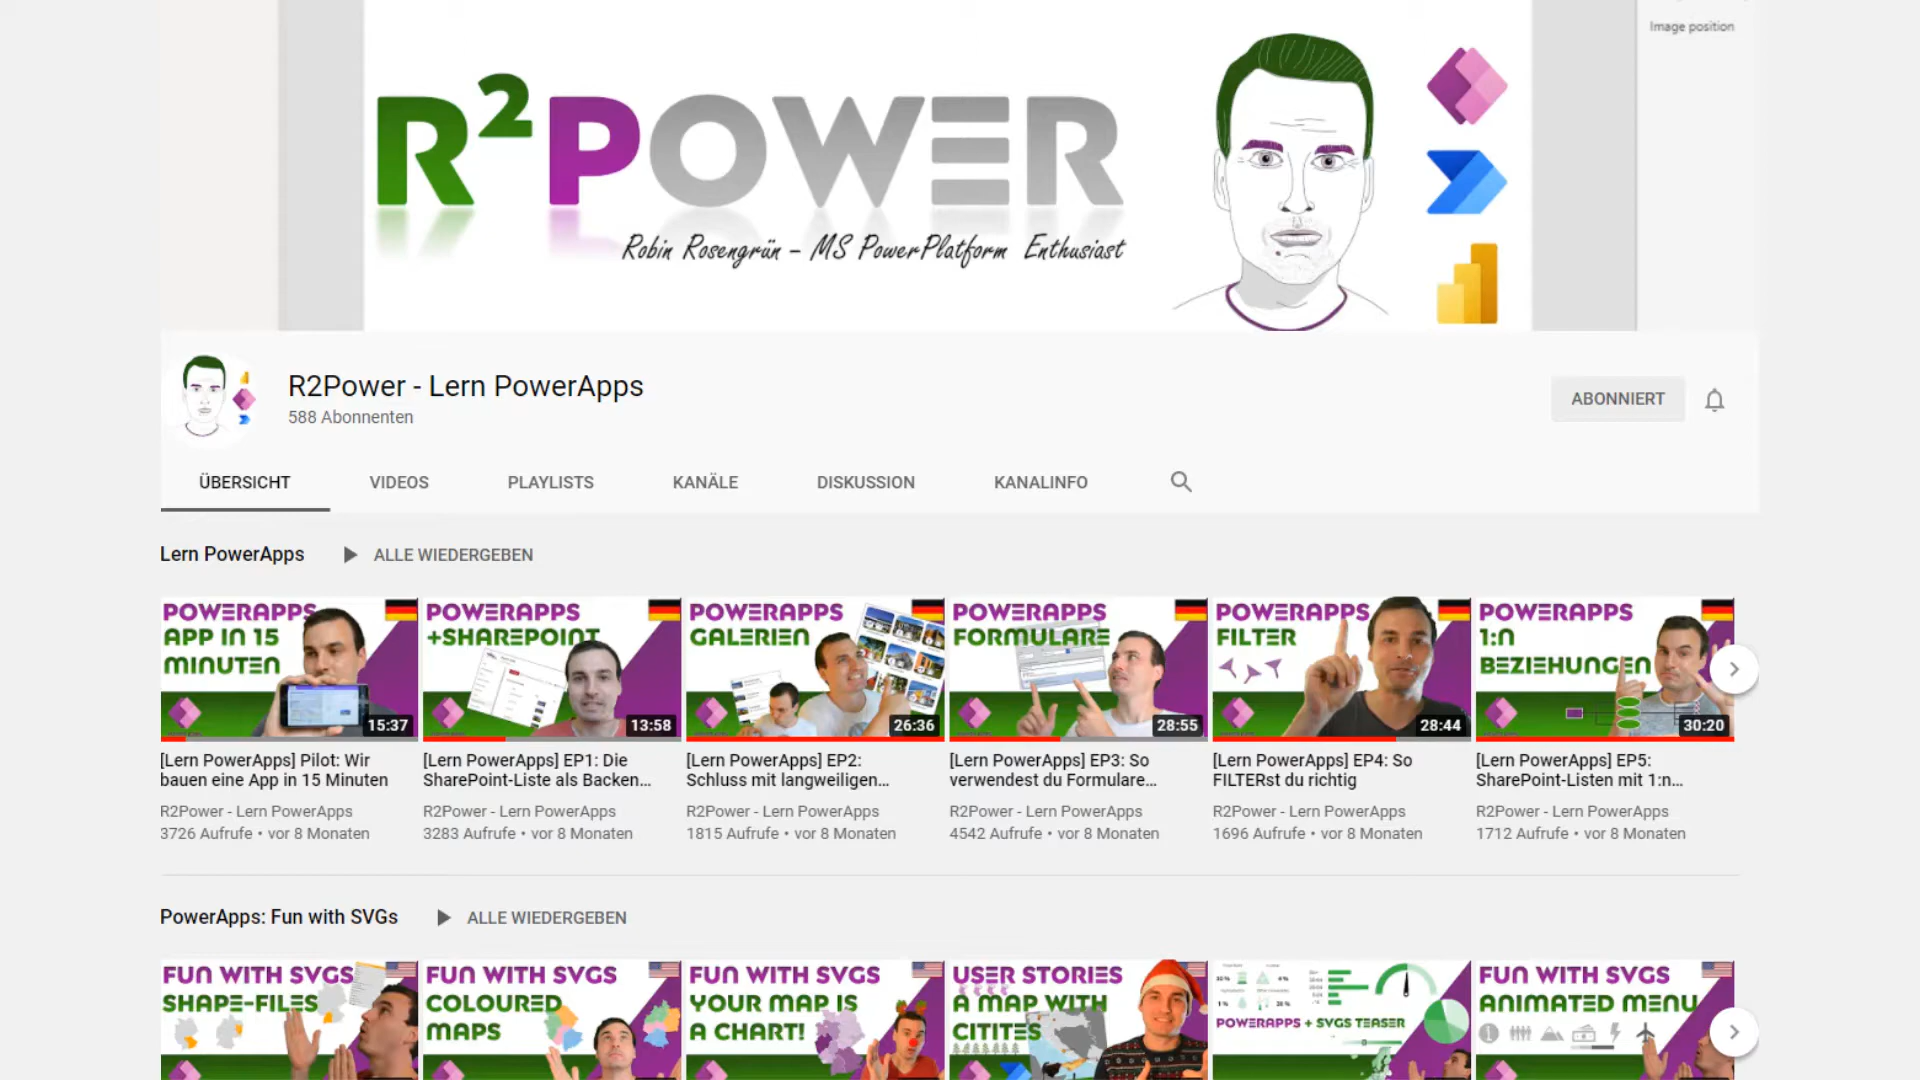 Image position
R²POWER
Robin Rosengrün – MS PowerPlatform Enthusiast
R2Power - Lern PowerApps
588 Abonnenten
ABONNIERT
ÜBERSICHT VIDEOS PLAYLISTS KANÄLE DISKUSSION KANALINFO
Lern PowerApps ALLE WIEDERGEBEN
POWERAPPS
APP IN 15
MINUTEN
15:37
POWERAPPS
+SHAREPOINT
13:58
POWERAPPS
GALERIEN
26:36
POWERAPPS
FORMULARE
28:55
POWERAPPS
FILTER
28:44
POWERAPPS
1:n
BEZIEHUNGEN
30:20
[Lern PowerApps] Pilot: Wir
bauen eine App in 15 Minuten
R2Power - Lern PowerApps
3726 Aufrufe • vor 8 Monaten
[Lern PowerApps] EP1: Die
SharePoint-Liste als Backen...
R2Power - Lern PowerApps
3283 Aufrufe • vor 8 Monaten
[Lern PowerApps] EP2:
Schluss mit langweiligen...
R2Power - Lern PowerApps
1815 Aufrufe • vor 8 Monaten
[Lern PowerApps] EP3: So
verwendest du Formulare...
R2Power - Lern PowerApps
4542 Aufrufe • vor 8 Monaten
[Lern PowerApps] EP4: So
FILTERst du richtig
R2Power - Lern PowerApps
1696 Aufrufe • vor 8 Monaten
[Lern PowerApps] EP5:
SharePoint-Listen mit 1:n...
R2Power - Lern PowerApps
1712 Aufrufe • vor 8 Monaten
PowerApps: Fun with SVGs ALLE WIEDERGEBEN
FUN WITH SVGS
SHAPE-FILES
FUN WITH SVGS
COLOURED
MAPS
FUN WITH SVGS
YOUR MAP IS
A CHART!
USER STORIES
A MAP WITH
CITITES
POWERAPPS + SVGS TEASER
FUN WITH SVGS
ANIMATED MENU